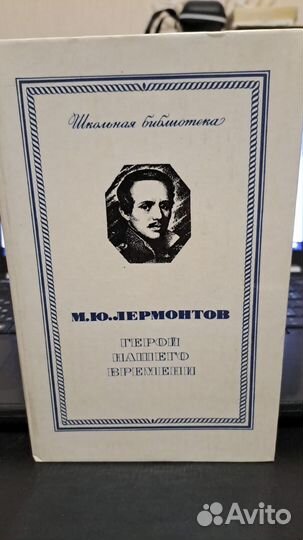 Школьная библиотека
М.Ю.ЛЕРМОНТОВ
ГЕРОЙ
НАШЕГО
ВРЕМЕНИ
Avito